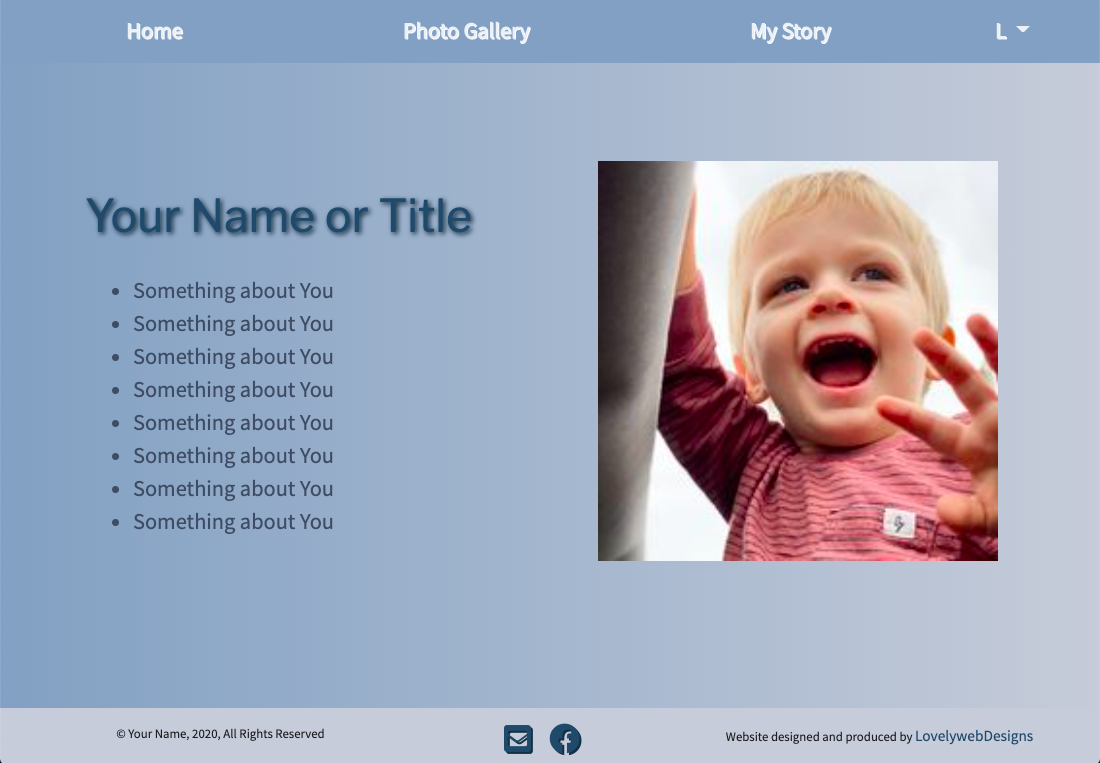 Home
Photo Gallery
My Story
L
Your Name or Title
Something about You
Something about You
Something about You
Something about You
Something about You
Something about You
Something about You
Something about You
© Your Name, 2020, All Rights Reserved
Website designed and produced by LovelywebDesigns